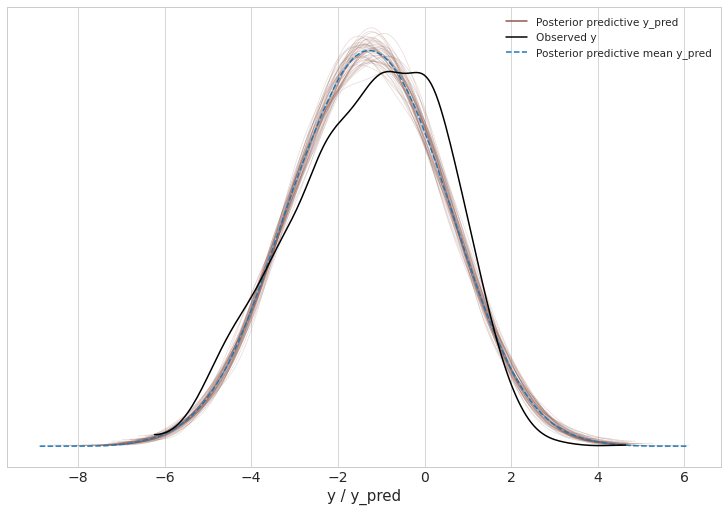 Posterior predictive y_pred
Observed y
Posterior predictive mean y_pred
−8 −6 −4 −2 0 2 4 6
y / y_pred